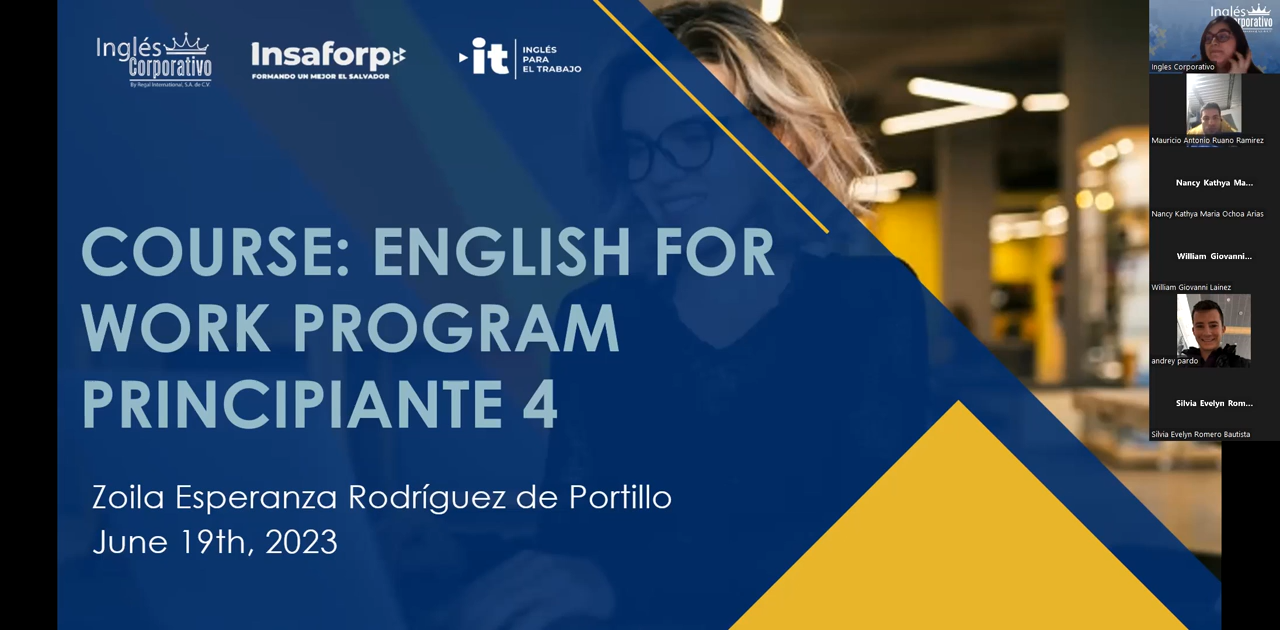 Inglés
Corporativo
By Regal International, S.A. de C.V.
Insaforp
FORMANDO UN MEJOR EL SALVADOR
it
INGLÉS
PARA
EL TRABAJO
COURSE: ENGLISH FOR
WORK PROGRAM
PRINCIPIANTE 4
Zoila Esperanza Rodríguez de Portillo
June 19th, 2023
Inglés
Corporativo
Ingles Corporativo
Mauricio Antonio Ruano Ramirez
Nancy Kathya Ma...
Nancy Kathya Maria Ochoa Arias
William Giovanni...
William Giovanni Lainez
andrey pardo
Silvia Evelyn Rom...
Silvia Evelyn Romero Bautista